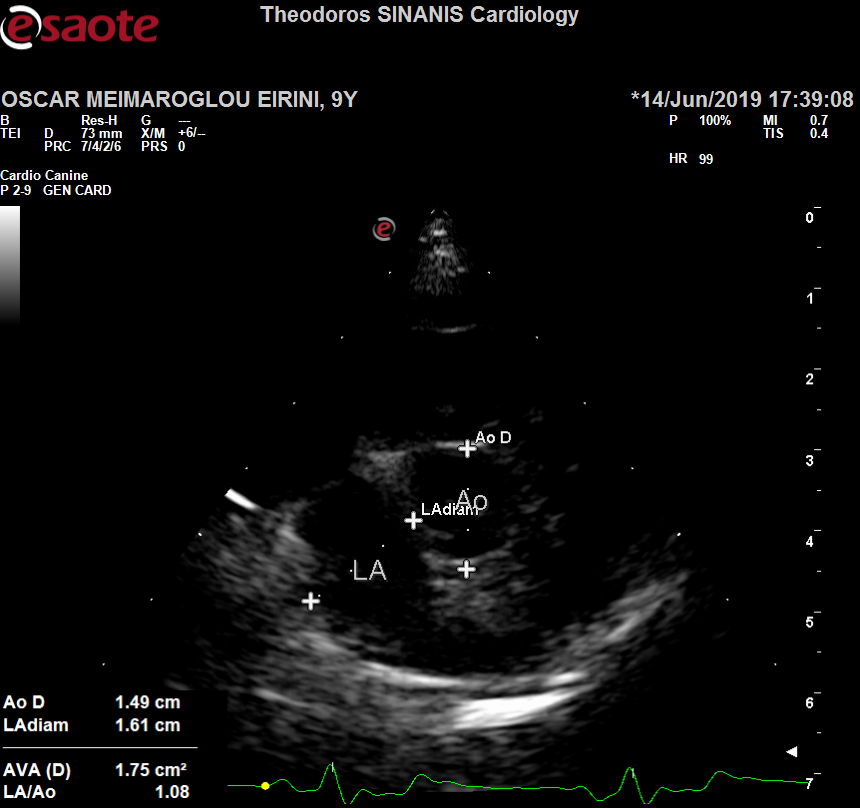 esaote
Theodoros SINANIS Cardiology
OSCAR MEIMAROGLOU EIRINI, 9Y
*14/Jun/2019 17:39:08
B Res-H G ---
TEI D 73 mm X/M +6/--
PRC 7/4/2/6 PRS 0
P 100% MI 0.7
TIS 0.4
HR 99
Cardio Canine
P 2-9 GEN CARD
e
0
1
2
3
4
5
6
7
Ao D
Ao
LAdiam
LA
Ao D 1.49 cm
LAdiam 1.61 cm
AVA (D) 1.75 cm²
LA/Ao 1.08